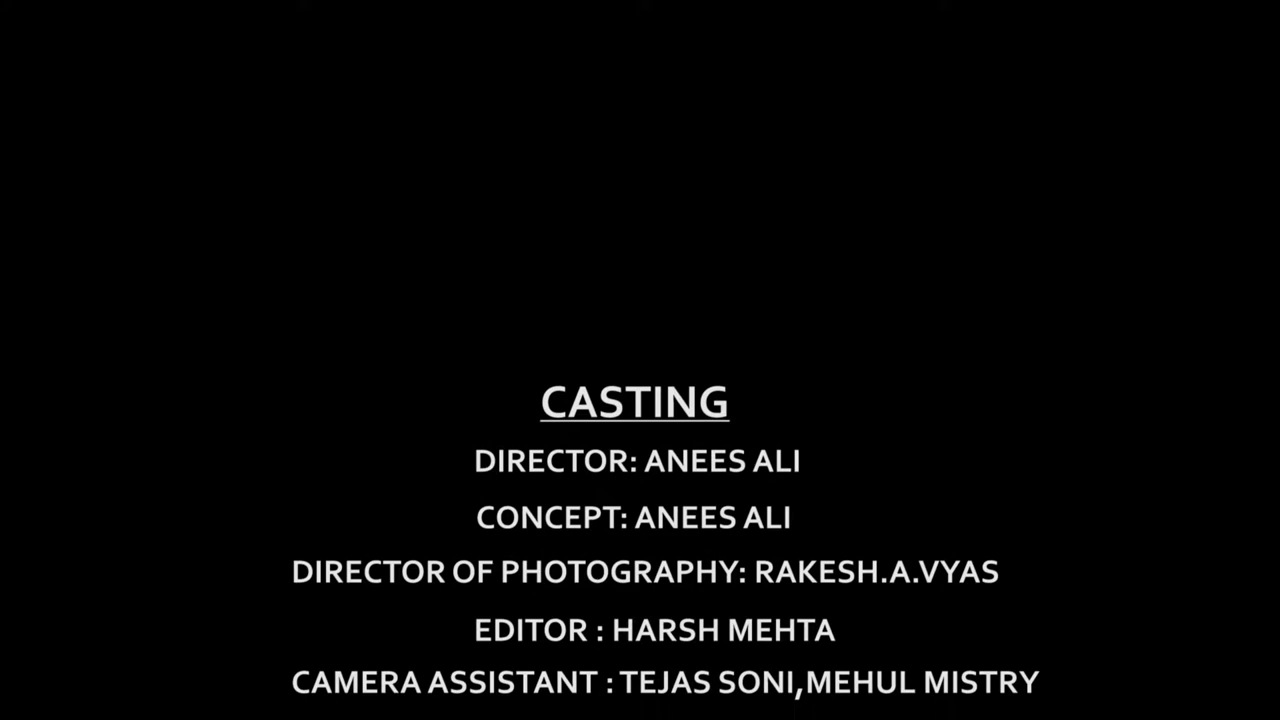 CASTING
DIRECTOR: ANEES ALI
CONCEPT: ANEES ALI
DIRECTOR OF PHOTOGRAPHY: RAKESH.A.VYAS
EDITOR : HARSH MEHTA
CAMERA ASSISTANT : TEJAS SONI,MEHUL MISTRY